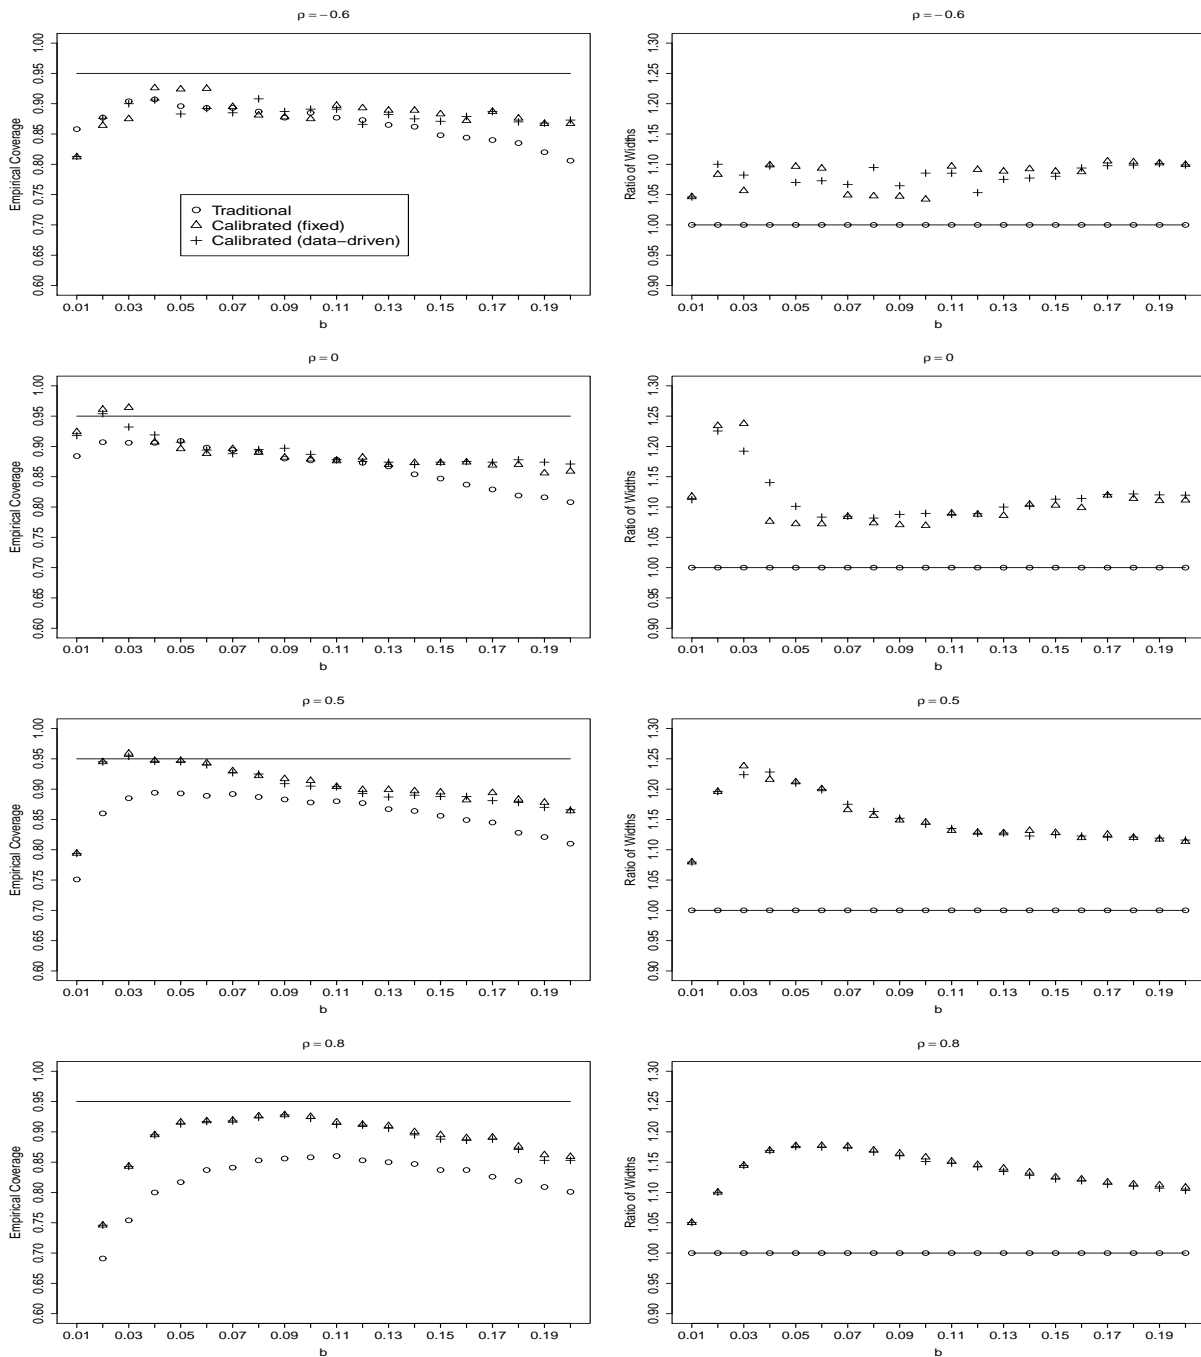 ρ = −0.6
Empirical Coverage
0.60 0.65 0.70 0.75 0.80 0.85 0.90 0.95 1.00
Traditional
Calibrated (fixed)
Calibrated (data−driven)
0.01 0.03 0.05 0.07 0.09 0.11 0.13 0.15 0.17 0.19
b
ρ = −0.6
Ratio of Widths
0.90 0.95 1.00 1.05 1.10 1.15 1.20 1.25 1.30
0.01 0.03 0.05 0.07 0.09 0.11 0.13 0.15 0.17 0.19
b
ρ = 0
Empirical Coverage
0.60 0.65 0.70 0.75 0.80 0.85 0.90 0.95 1.00
0.01 0.03 0.05 0.07 0.09 0.11 0.13 0.15 0.17 0.19
b
ρ = 0
Ratio of Widths
0.90 0.95 1.00 1.05 1.10 1.15 1.20 1.25 1.30
0.01 0.03 0.05 0.07 0.09 0.11 0.13 0.15 0.17 0.19
b
ρ = 0.5
Empirical Coverage
0.60 0.65 0.70 0.75 0.80 0.85 0.90 0.95 1.00
0.01 0.03 0.05 0.07 0.09 0.11 0.13 0.15 0.17 0.19
b
ρ = 0.5
Ratio of Widths
0.90 0.95 1.00 1.05 1.10 1.15 1.20 1.25 1.30
0.01 0.03 0.05 0.07 0.09 0.11 0.13 0.15 0.17 0.19
b
ρ = 0.8
Empirical Coverage
0.60 0.65 0.70 0.75 0.80 0.85 0.90 0.95 1.00
0.01 0.03 0.05 0.07 0.09 0.11 0.13 0.15 0.17 0.19
b
ρ = 0.8
Ratio of Widths
0.90 0.95 1.00 1.05 1.10 1.15 1.20 1.25 1.30
0.01 0.03 0.05 0.07 0.09 0.11 0.13 0.15 0.17 0.19
b